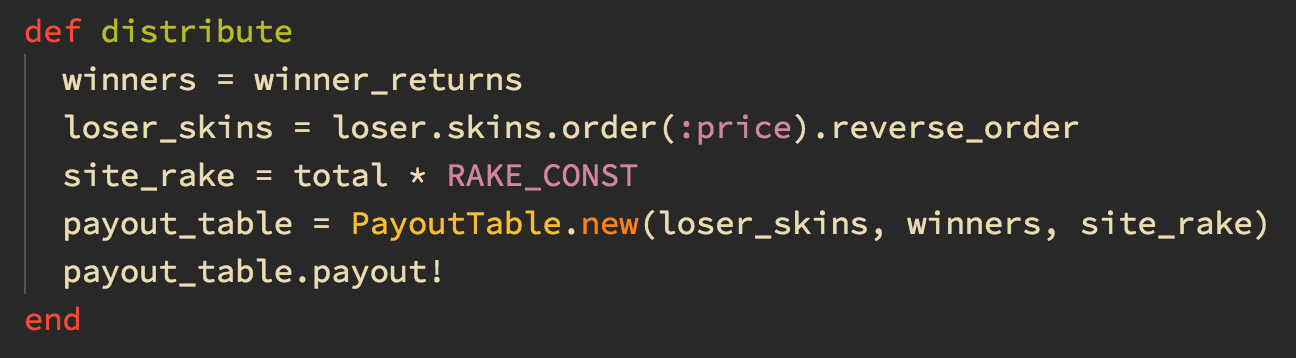 def distribute
  winners = winner_returns
  loser_skins = loser.skins.order(:price).reverse_order
  site_rake = total * RAKE_CONST
  payout_table = PayoutTable.new(loser_skins, winners, site_rake)
  payout_table.payout!
end